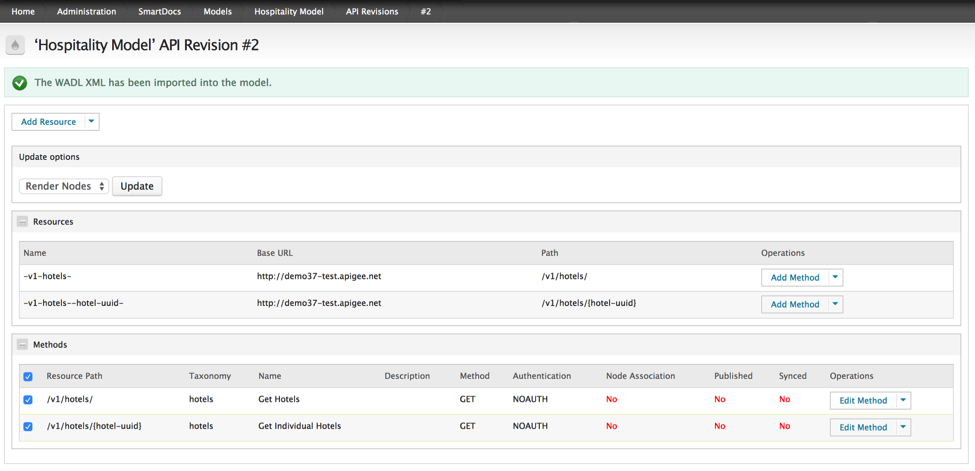 Home Administration SmartDocs Models Hospitality Model API Revisions #2
‘Hospitality Model’ API Revision #2
The WADL XML has been imported into the model.
Add Resource
Update options
Render Nodes Update
Resources
Name Base URL Path Operations
-v1-hotels- http://demo37-test.apigee.net /v1/hotels/ Add Method
-v1-hotels--hotel-uuid- http://demo37-test.apigee.net /v1/hotels/{hotel-uuid} Add Method
Methods
Resource Path Taxonomy Name Description Method Authentication Node Association Published Synced Operations
/v1/hotels/ hotels Get Hotels GET NOAUTH No No No Edit Method
/v1/hotels/{hotel-uuid} hotels Get Individual Hotels GET NOAUTH No No No Edit Method